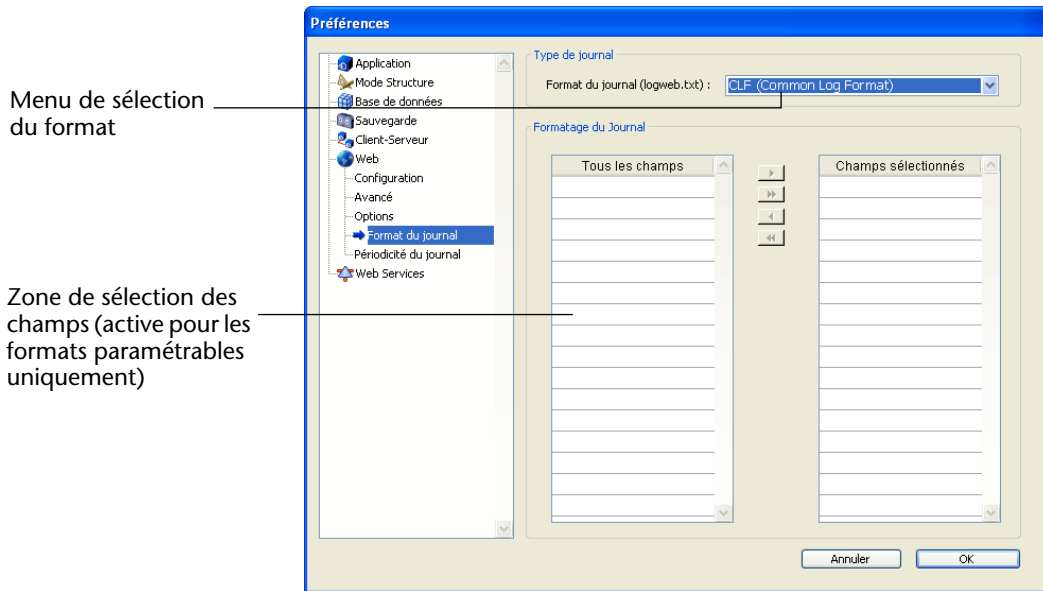 Préférences
Menu de sélection
du format
Zone de sélection des
champs (active pour les
formats paramétrables
uniquement)
Application
Mode Structure
Base de données
Sauvegarde
Client-Serveur
Web
Configuration
Avancé
Options
Format du journal
Périodicité du journal
Web Services
Type de journal
Format du journal (logweb.txt) : CLF (Common Log Format)
Formatage du Journal
Tous les champs
Champs sélectionnés
Annuler
OK